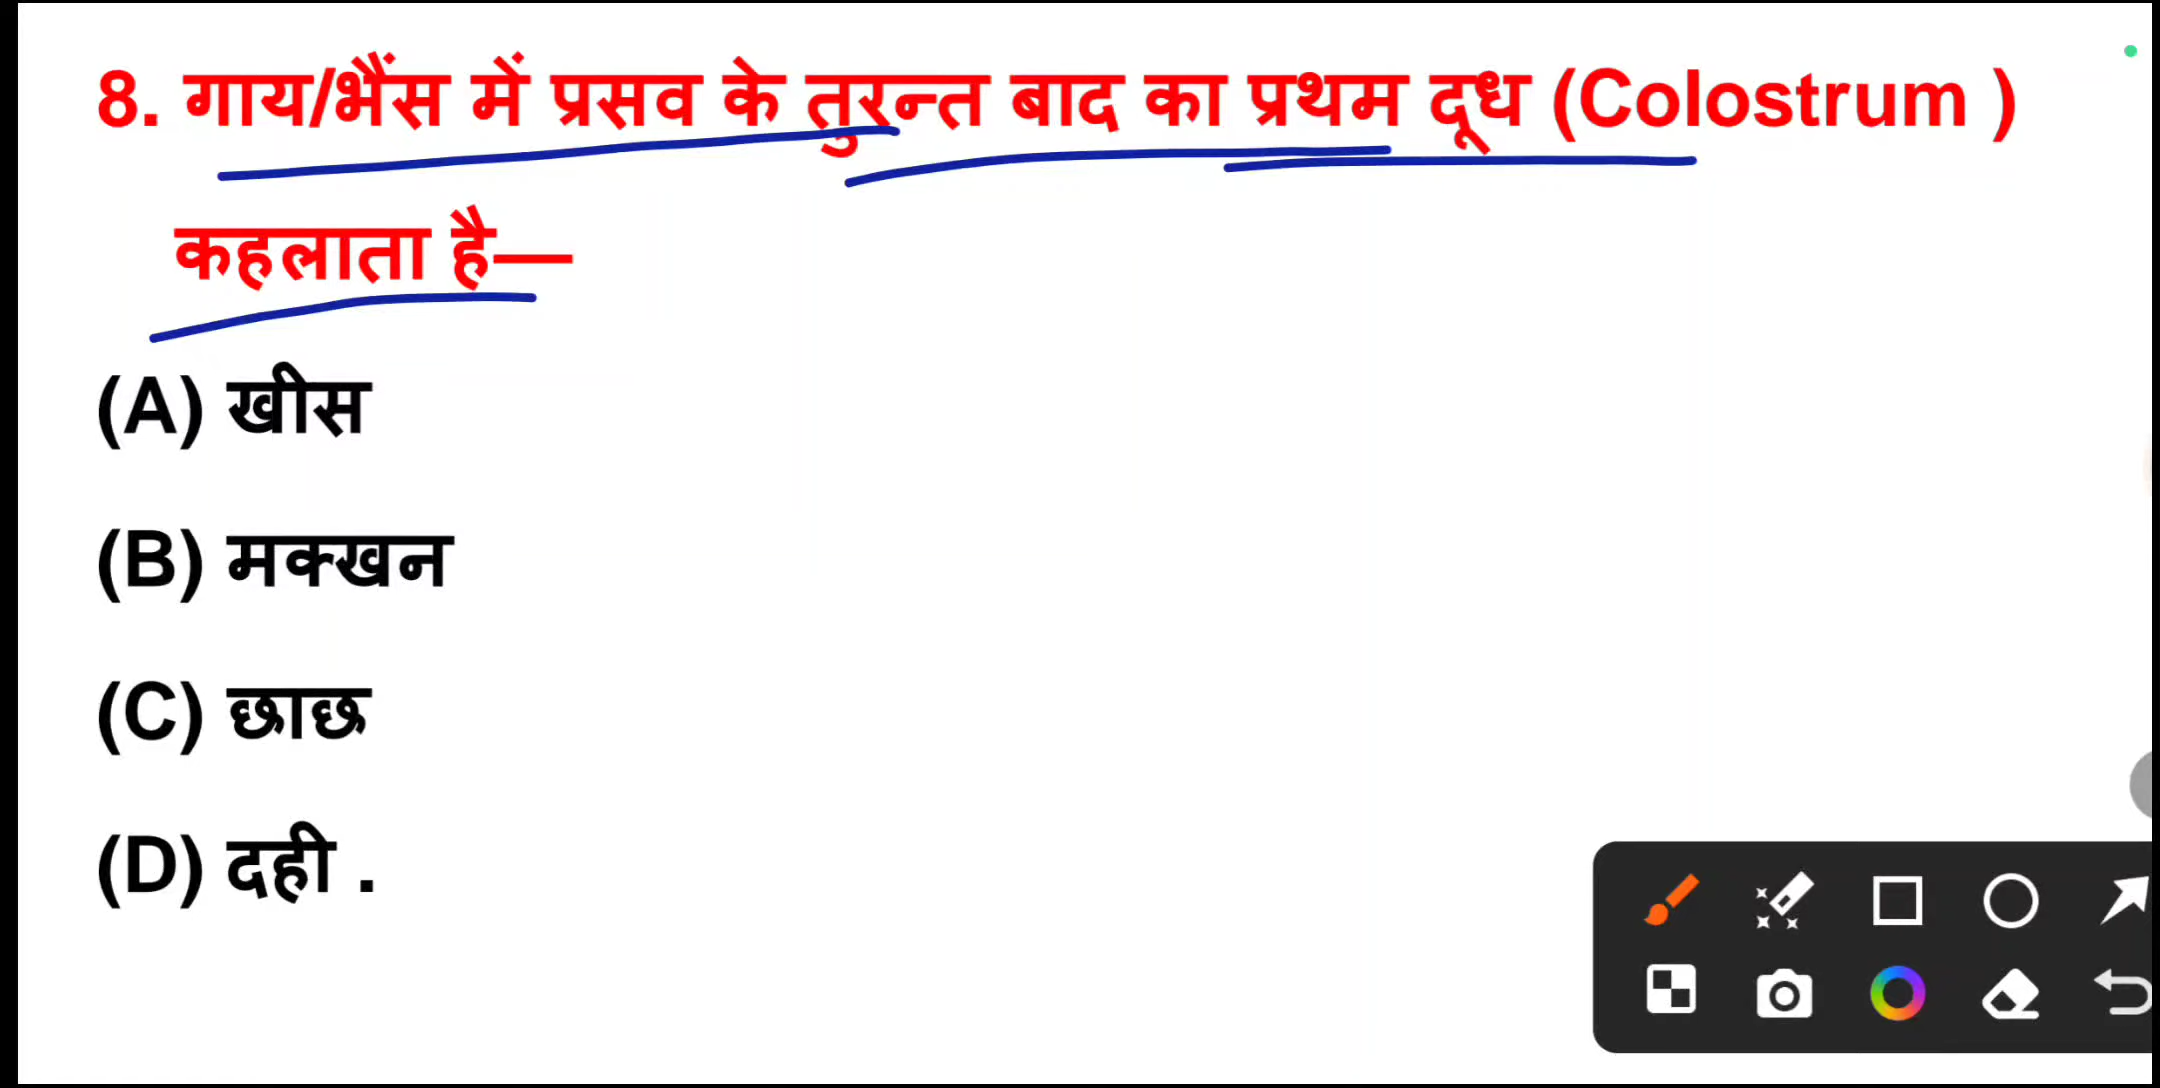 8. गाय/भैंस में प्रसव के तुरन्त बाद का प्रथम दूध (Colostrum )
कहलाता है—
(A) खीस
(B) मक्खन
(C) छाछ
(D) दही .